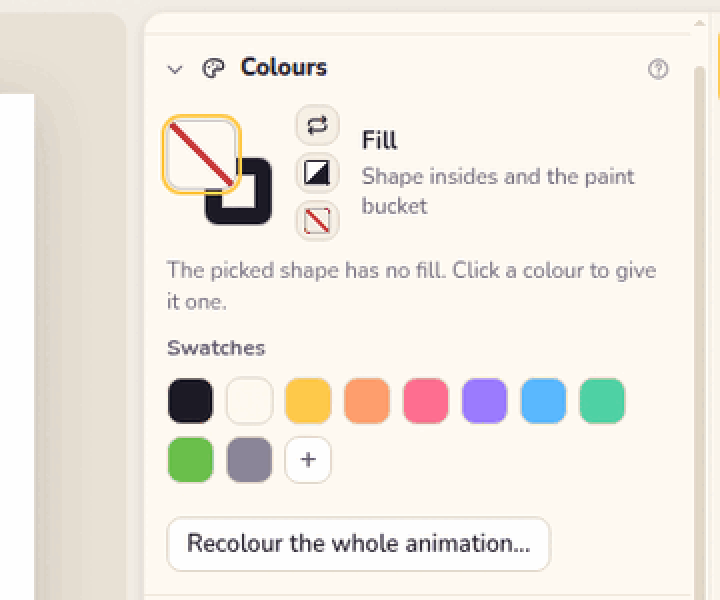 Colours
Fill
Shape insides and the paint
bucket
The picked shape has no fill. Click a colour to give
it one.
Swatches
+
Recolour the whole animation...